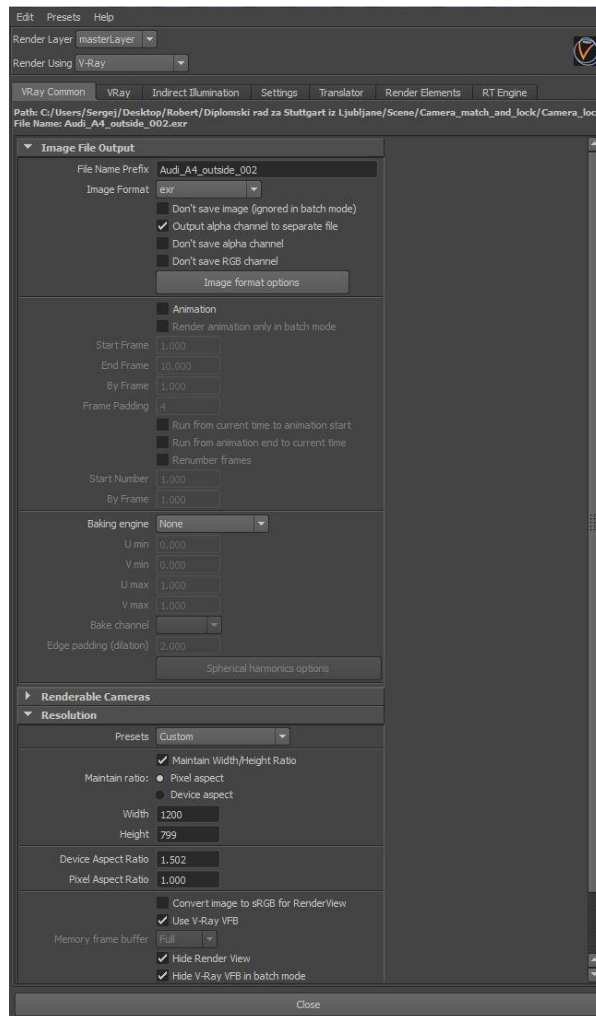 Edit Presets Help
Render Layer masterLayer
Render Using V-Ray
VRay Common VRay Indirect Illumination Settings Translator Render Elements RT Engine
Path: C:/Users/Sergej/Desktop/Robert/Diplomski rad za Stuttgart iz Ljubljane/Scene/Camera_match_and_lock/Camera_loc
File Name: Audi_A4_outside_002.exr
Image File Output
File Name Prefix Audi_A4_outside_002
Image Format exr
Don't save image (ignored in batch mode)
Output alpha channel to separate file
Don't save alpha channel
Don't save RGB channel
Image format options
Animation
Render animation only in batch mode
Start Frame 1.000
End Frame 10.000
By Frame 1.000
Frame Padding 4
Run from current time to animation start
Run from animation end to current time
Renumber frames
Start Number 1.000
By Frame 1.000
Baking engine None
U min 0.000
V min 0.000
U max 1.000
V max 1.000
Bake channel
Edge padding (dilation) 2.000
Spherical harmonics options
Renderable Cameras
Resolution
Presets Custom
Maintain Width/Height Ratio
Maintain ratio: Pixel aspect
Device aspect
Width 1200
Height 799
Device Aspect Ratio 1.502
Pixel Aspect Ratio 1.000
Convert image to sRGB for RenderView
Use V-Ray VFB
Memory frame buffer Full
Hide Render View
Hide V-Ray VFB in batch mode
Close